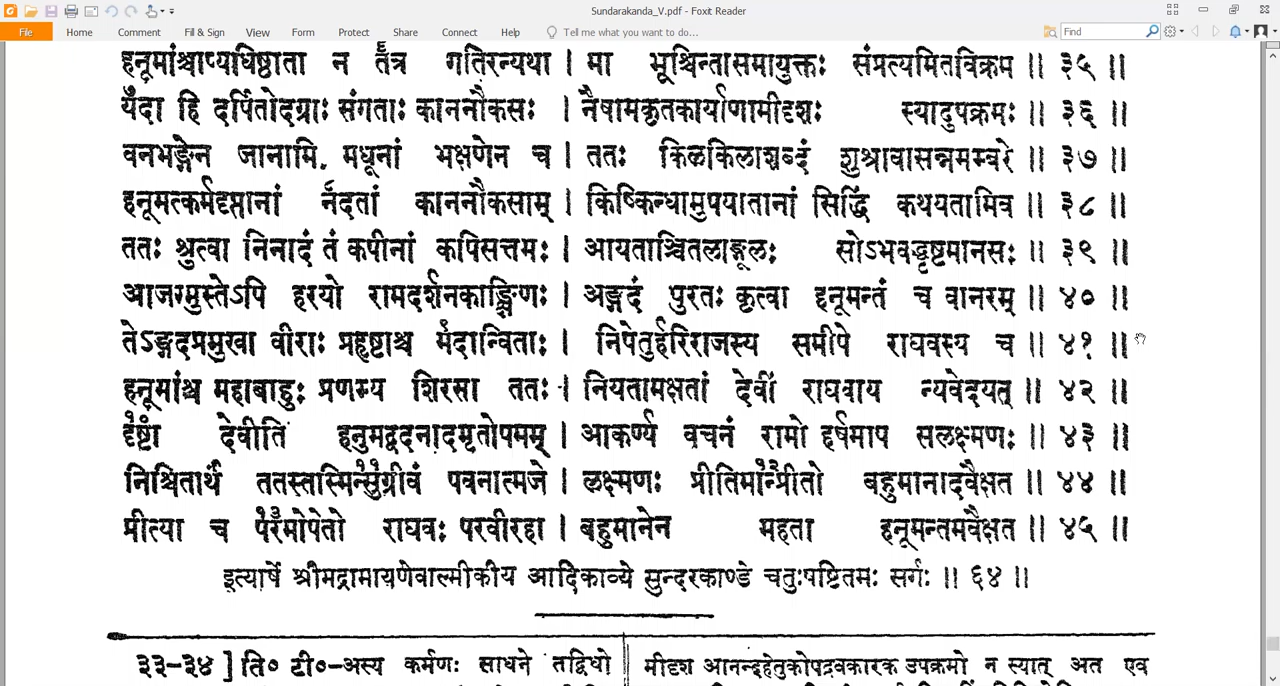 Sundarakanda_V.pdf - Foxit Reader
File Home Comment Fill & Sign View Form Protect Share Connect Help Tell me what you want to do... Find
हनूमांश्चाप्यधिष्ठाता न तत्र गतिरन्यथा | मा भूश्चिन्तासमायुक्तः संप्रत्यमितविक्रम || ३५ ||
यदा हि दर्पितोदग्राः संगताः काननौकसः | नैषामकृतकार्याणामीदृशः स्यादुपक्रमः || ३६ ||
वनभङ्गेन जानामि, मधूनां भक्षणेन च | ततः किळकिलाशब्दं शुश्रावासन्नमम्बरे || ३७ ||
हनूमत्कर्मदृप्तानां नदतां काननौकसाम् | किष्किन्धामुपयातानां सिद्धिं कथयतामिव || ३८ ||
ततः श्रुत्वा निनादं तं कपीनां कपिसत्तमः | आयताञ्चितलाङ्गूलः सोऽभवद्धृष्टमानसः || ३९ ||
आजग्मुस्तेऽपि हरयो रामदर्शनकाङ्क्षिणः | अङ्गदं पुरतः कृत्वा हनूमन्तं च वानरम् || ४० ||
तेऽङ्गदप्रमुखा वीराः प्रहृष्टाश्च मदान्विताः | निपेतुर्हरिराजस्य समीपे राघवस्य च || ४१ ||
हनूमांश्च महाबाहुः प्रणम्य शिरसा ततः | नियतामक्षतां देवीं राघवाय न्यवेदयत् || ४२ ||
दृष्टा देवीति हनुमद्वदनादमृतोपमम् | आकर्ण्य वचनं रामो हर्षमाप सलक्ष्मणः || ४३ ||
निश्चितार्थं ततस्तस्मिन्सुग्रीवं पवनात्मजे | लक्ष्मणः प्रीतिमान्प्रीतो बहुमानादवैक्षत || ४४ ||
प्रीत्या च परमोपेतो राघवः परवीरहा | बहुमानेन महता हनूमन्तमवैक्षत || ४५ ||
इत्यार्षे श्रीमद्रामायणेवाल्मीकीय आदिकाव्ये सुन्दरकाण्डे चतुःषष्टितमः सर्गः || ६४ ||
३३-३४ ] ति० टी०-अस्य कर्मणः साधने तद्विधो
मीदृश आनन्दहेतुकोपद्रवकारक उपक्रमो न स्यात् अत एव